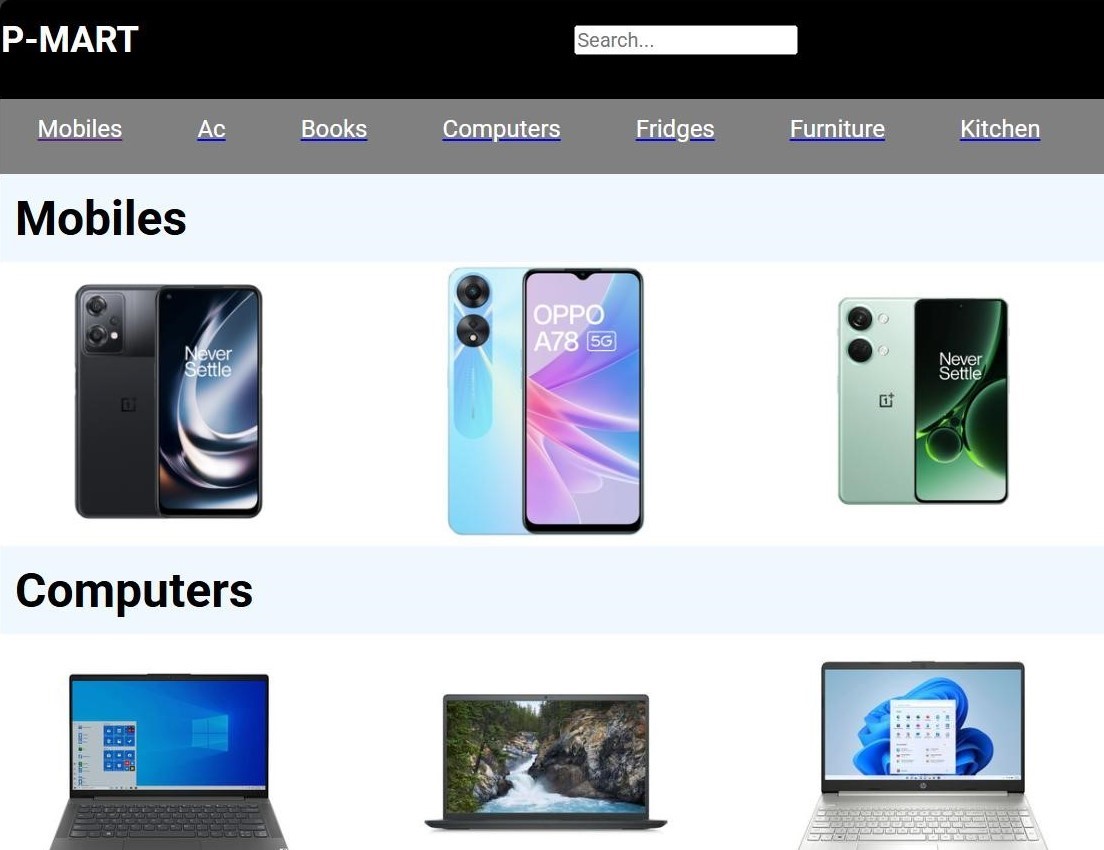 P-MART
Search...
Mobiles Ac Books Computers Fridges Furniture Kitchen
Mobiles
Never
Settle
OPPO
A78 5G
Never
Settle
Computers